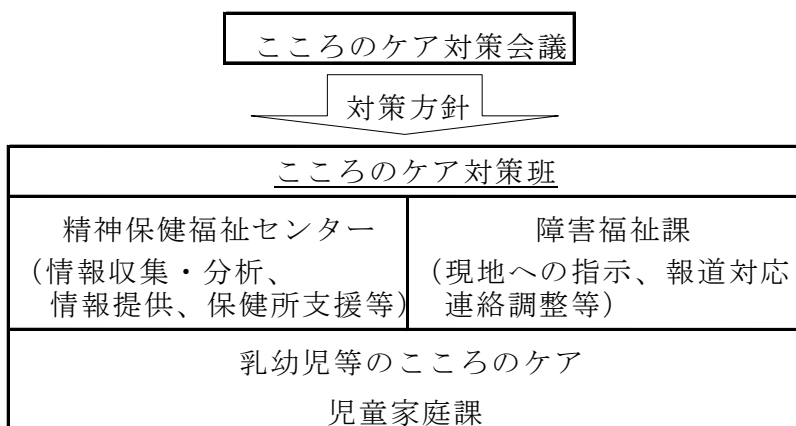 こころのケア対策会議
対策方針
こころのケア対策班
精神保健福祉センター
(情報収集・分析、
情報提供、保健所支援等)
障害福祉課
(現地への指示、報道対応
連絡調整等)
乳幼児等のこころのケア
児童家庭課